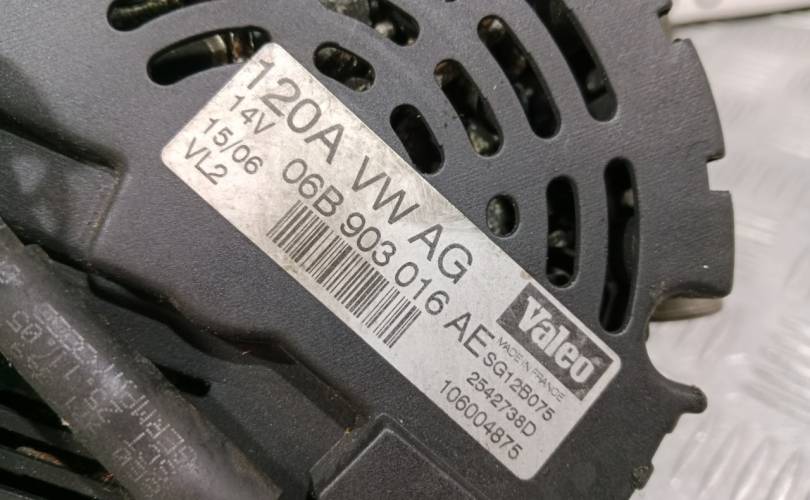 120A VW AG
14V
15/06
VL2
06B 903 016 AE
Valeo
MADE IN FRANCE
SG12B075
2542738D
106004875